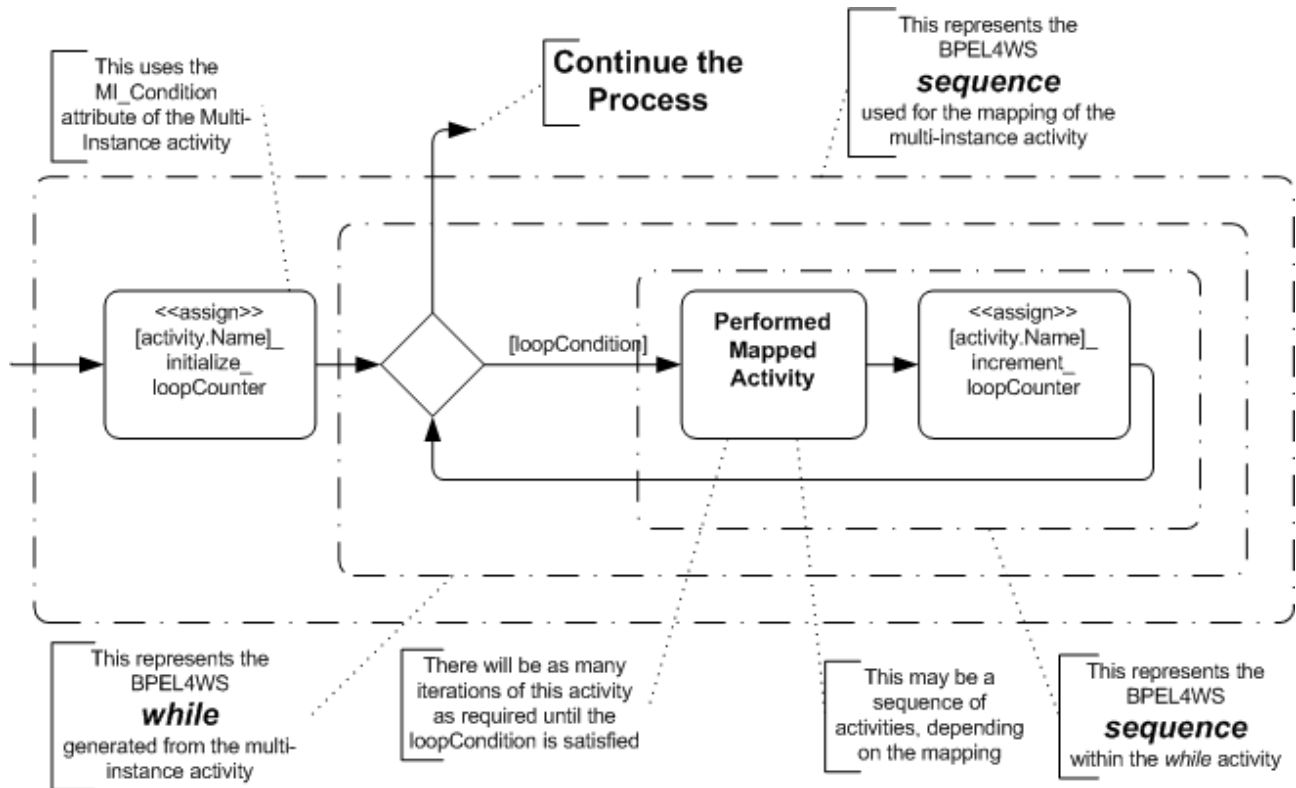 This uses the
MI_Condition
attribute of the Multi-
Instance activity
Continue the
Process
This represents the
BPEL4WS
sequence
used for the mapping of the
multi-instance activity
<<assign>>
[activity.Name]_
initialize_
loopCounter
[loopCondition]
Performed
Mapped
Activity
<<assign>>
[activity.Name]_
increment_
loopCounter
This represents the
BPEL4WS
while
generated from the multi-
instance activity
There will be as many
iterations of this activity
as required until the
loopCondition is satisfied
This may be a
sequence of
activities, depending
on the mapping
This represents the
BPEL4WS
sequence
within the while activity